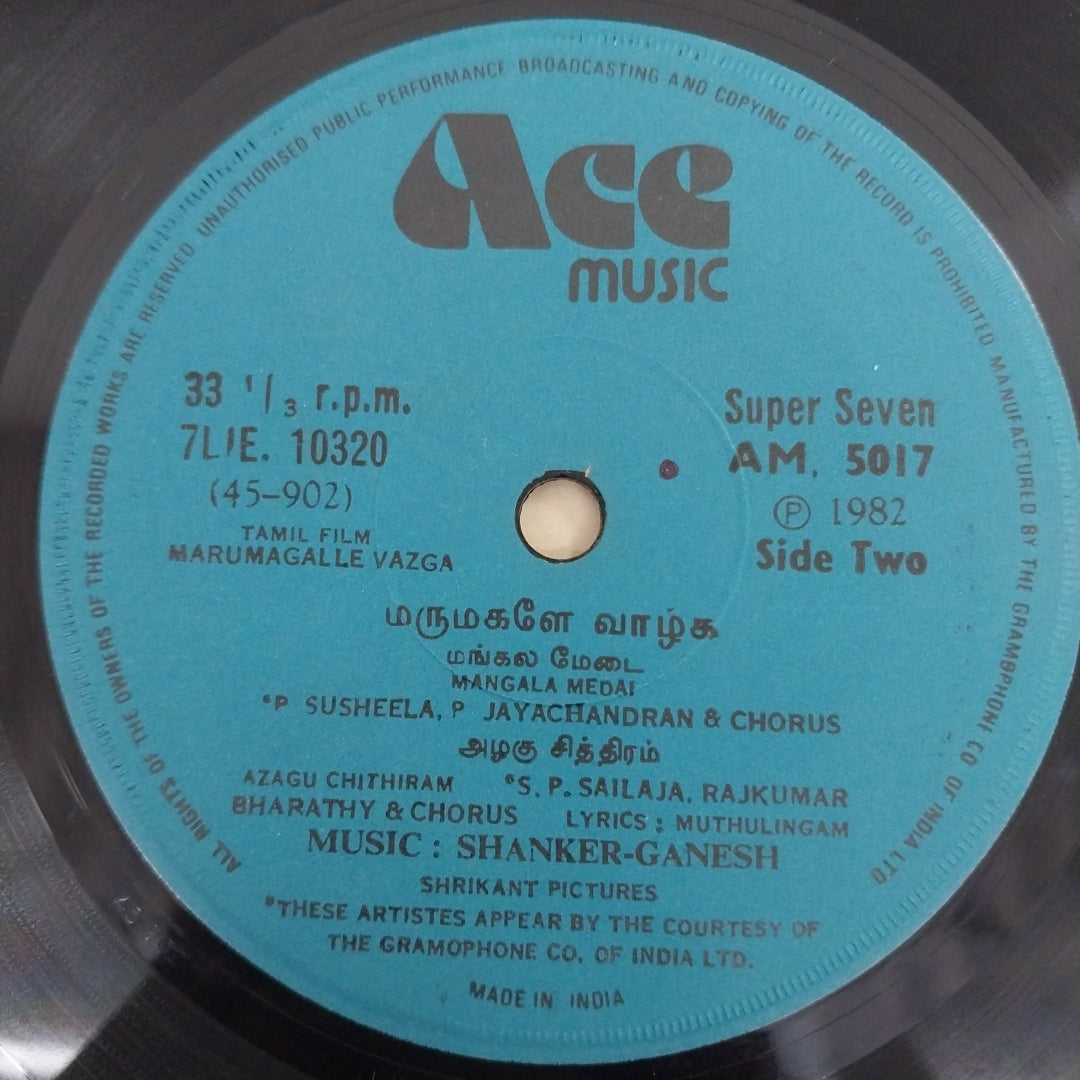 ALL RIGHTS OF THE OWNERS OF THE RECORDED WORKS ARE RESERVED UNAUTHORISED PUBLIC PERFORMANCE BROADCASTING AND COPYING OF THE RECORD IS PROHIBITED MANUFACTURED BY THE GRAMOPHONE CO OF INDIA LTD
Ace
MUSIC
33 1/3 r.p.m.
7LIE. 10320
(45-902)
TAMIL FILM
MARUMAGALLE VAZGA
Super Seven
AM. 5017
℗ 1982
Side Two
மருமகளே வாழ்க
மங்கல மேடை
MANGALA MEDAI
*P SUSHEELA, P JAYACHANDRAN & CHORUS
அழகு சித்திரம்
AZAGU CHITHIRAM *S. P. SAILAJA, RAJKUMAR
BHARATHY & CHORUS LYRICS : MUTHULINGAM
MUSIC : SHANKER-GANESH
SHRIKANT PICTURES
*THESE ARTISTES APPEAR BY THE COURTESY OF
THE GRAMOPHONE CO. OF INDIA LTD.
MADE IN INDIA